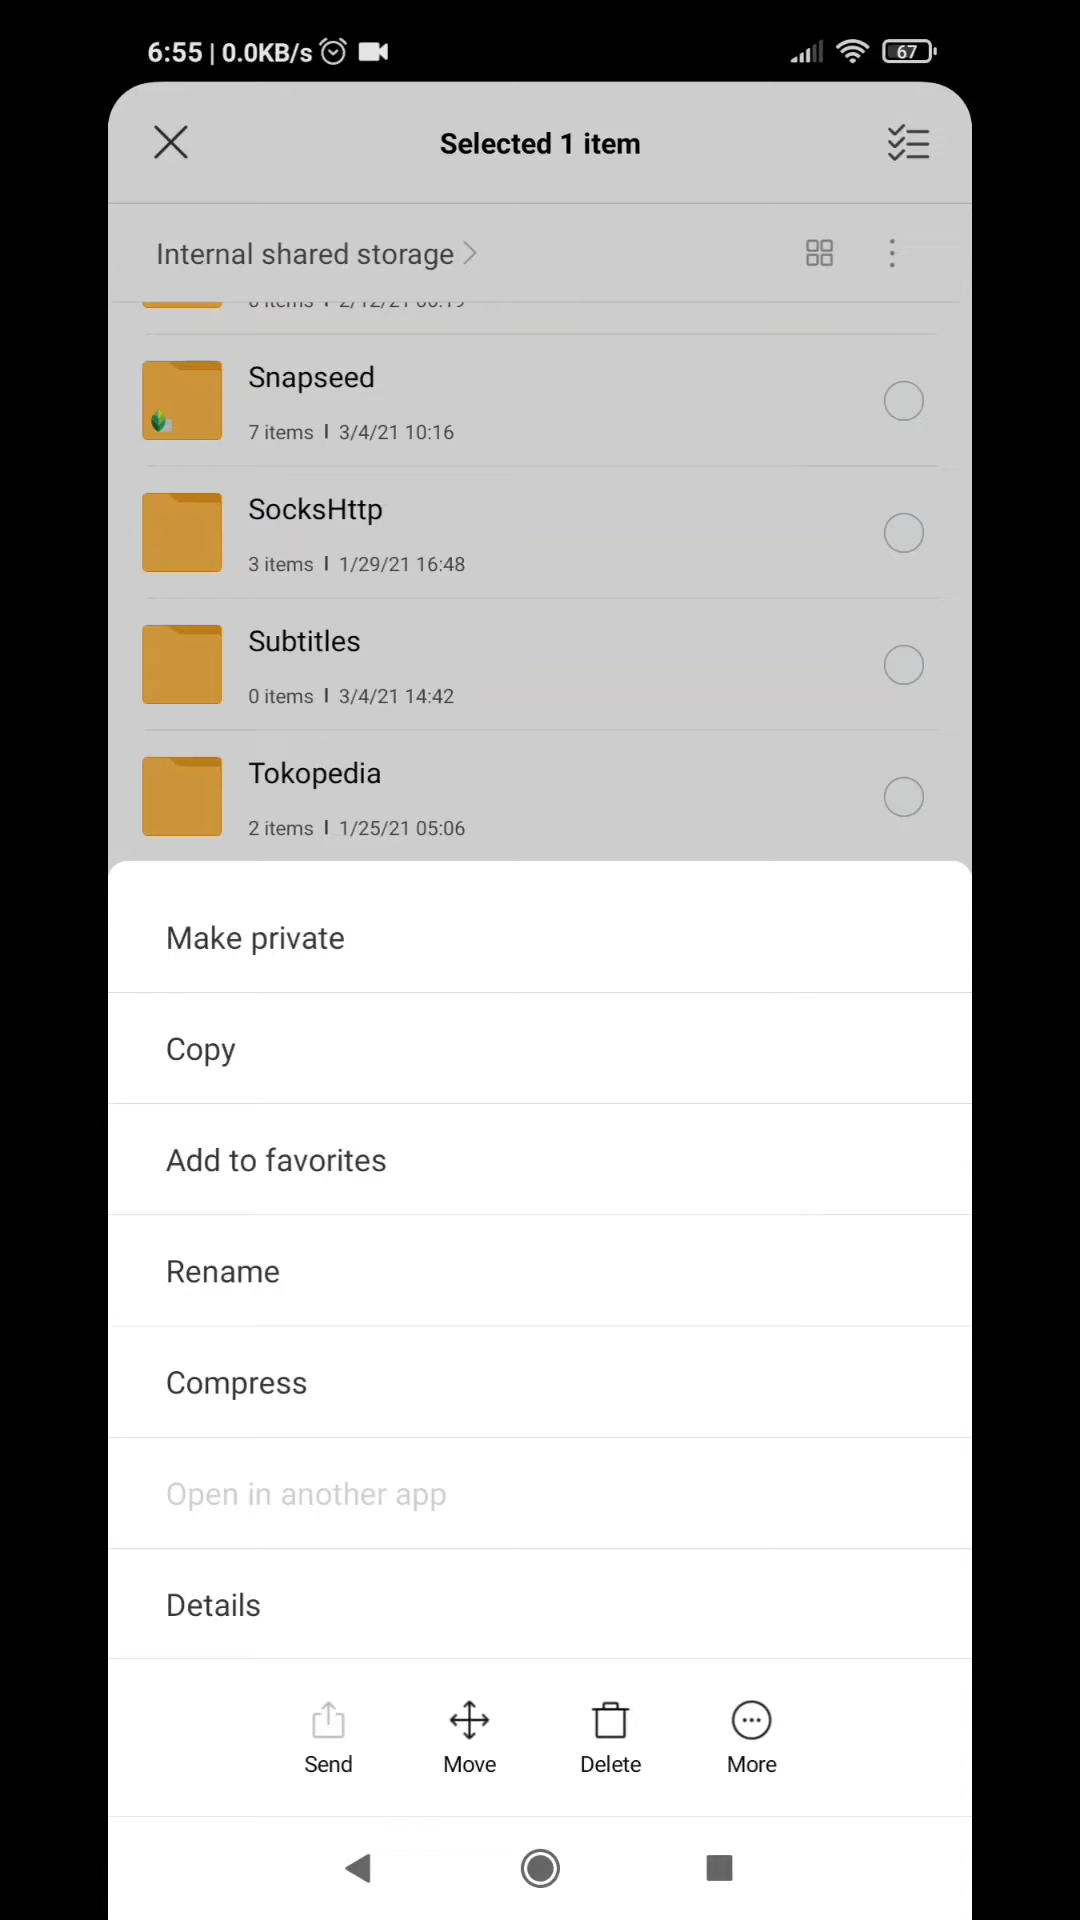 6:55 | 0.0KB/s
67
Selected 1 item
Internal shared storage
Snapseed
7 items | 3/4/21 10:16
SocksHttp
3 items | 1/29/21 16:48
Subtitles
0 items | 3/4/21 14:42
Tokopedia
2 items | 1/25/21 05:06
Make private
Copy
Add to favorites
Rename
Compress
Open in another app
Details
Send Move Delete More